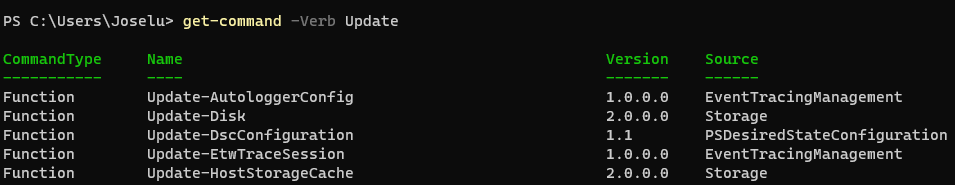 PS C:\Users\Joselu> get-command -Verb Update
CommandType     Name                                               Version    Source
-----------     ----                                               -------    ------
Function        Update-AutologgerConfig                            1.0.0.0    EventTracingManagement
Function        Update-Disk                                        2.0.0.0    Storage
Function        Update-DscConfiguration                            1.1        PSDesiredStateConfiguration
Function        Update-EtwTraceSession                             1.0.0.0    EventTracingManagement
Function        Update-HostStorageCache                            2.0.0.0    Storage